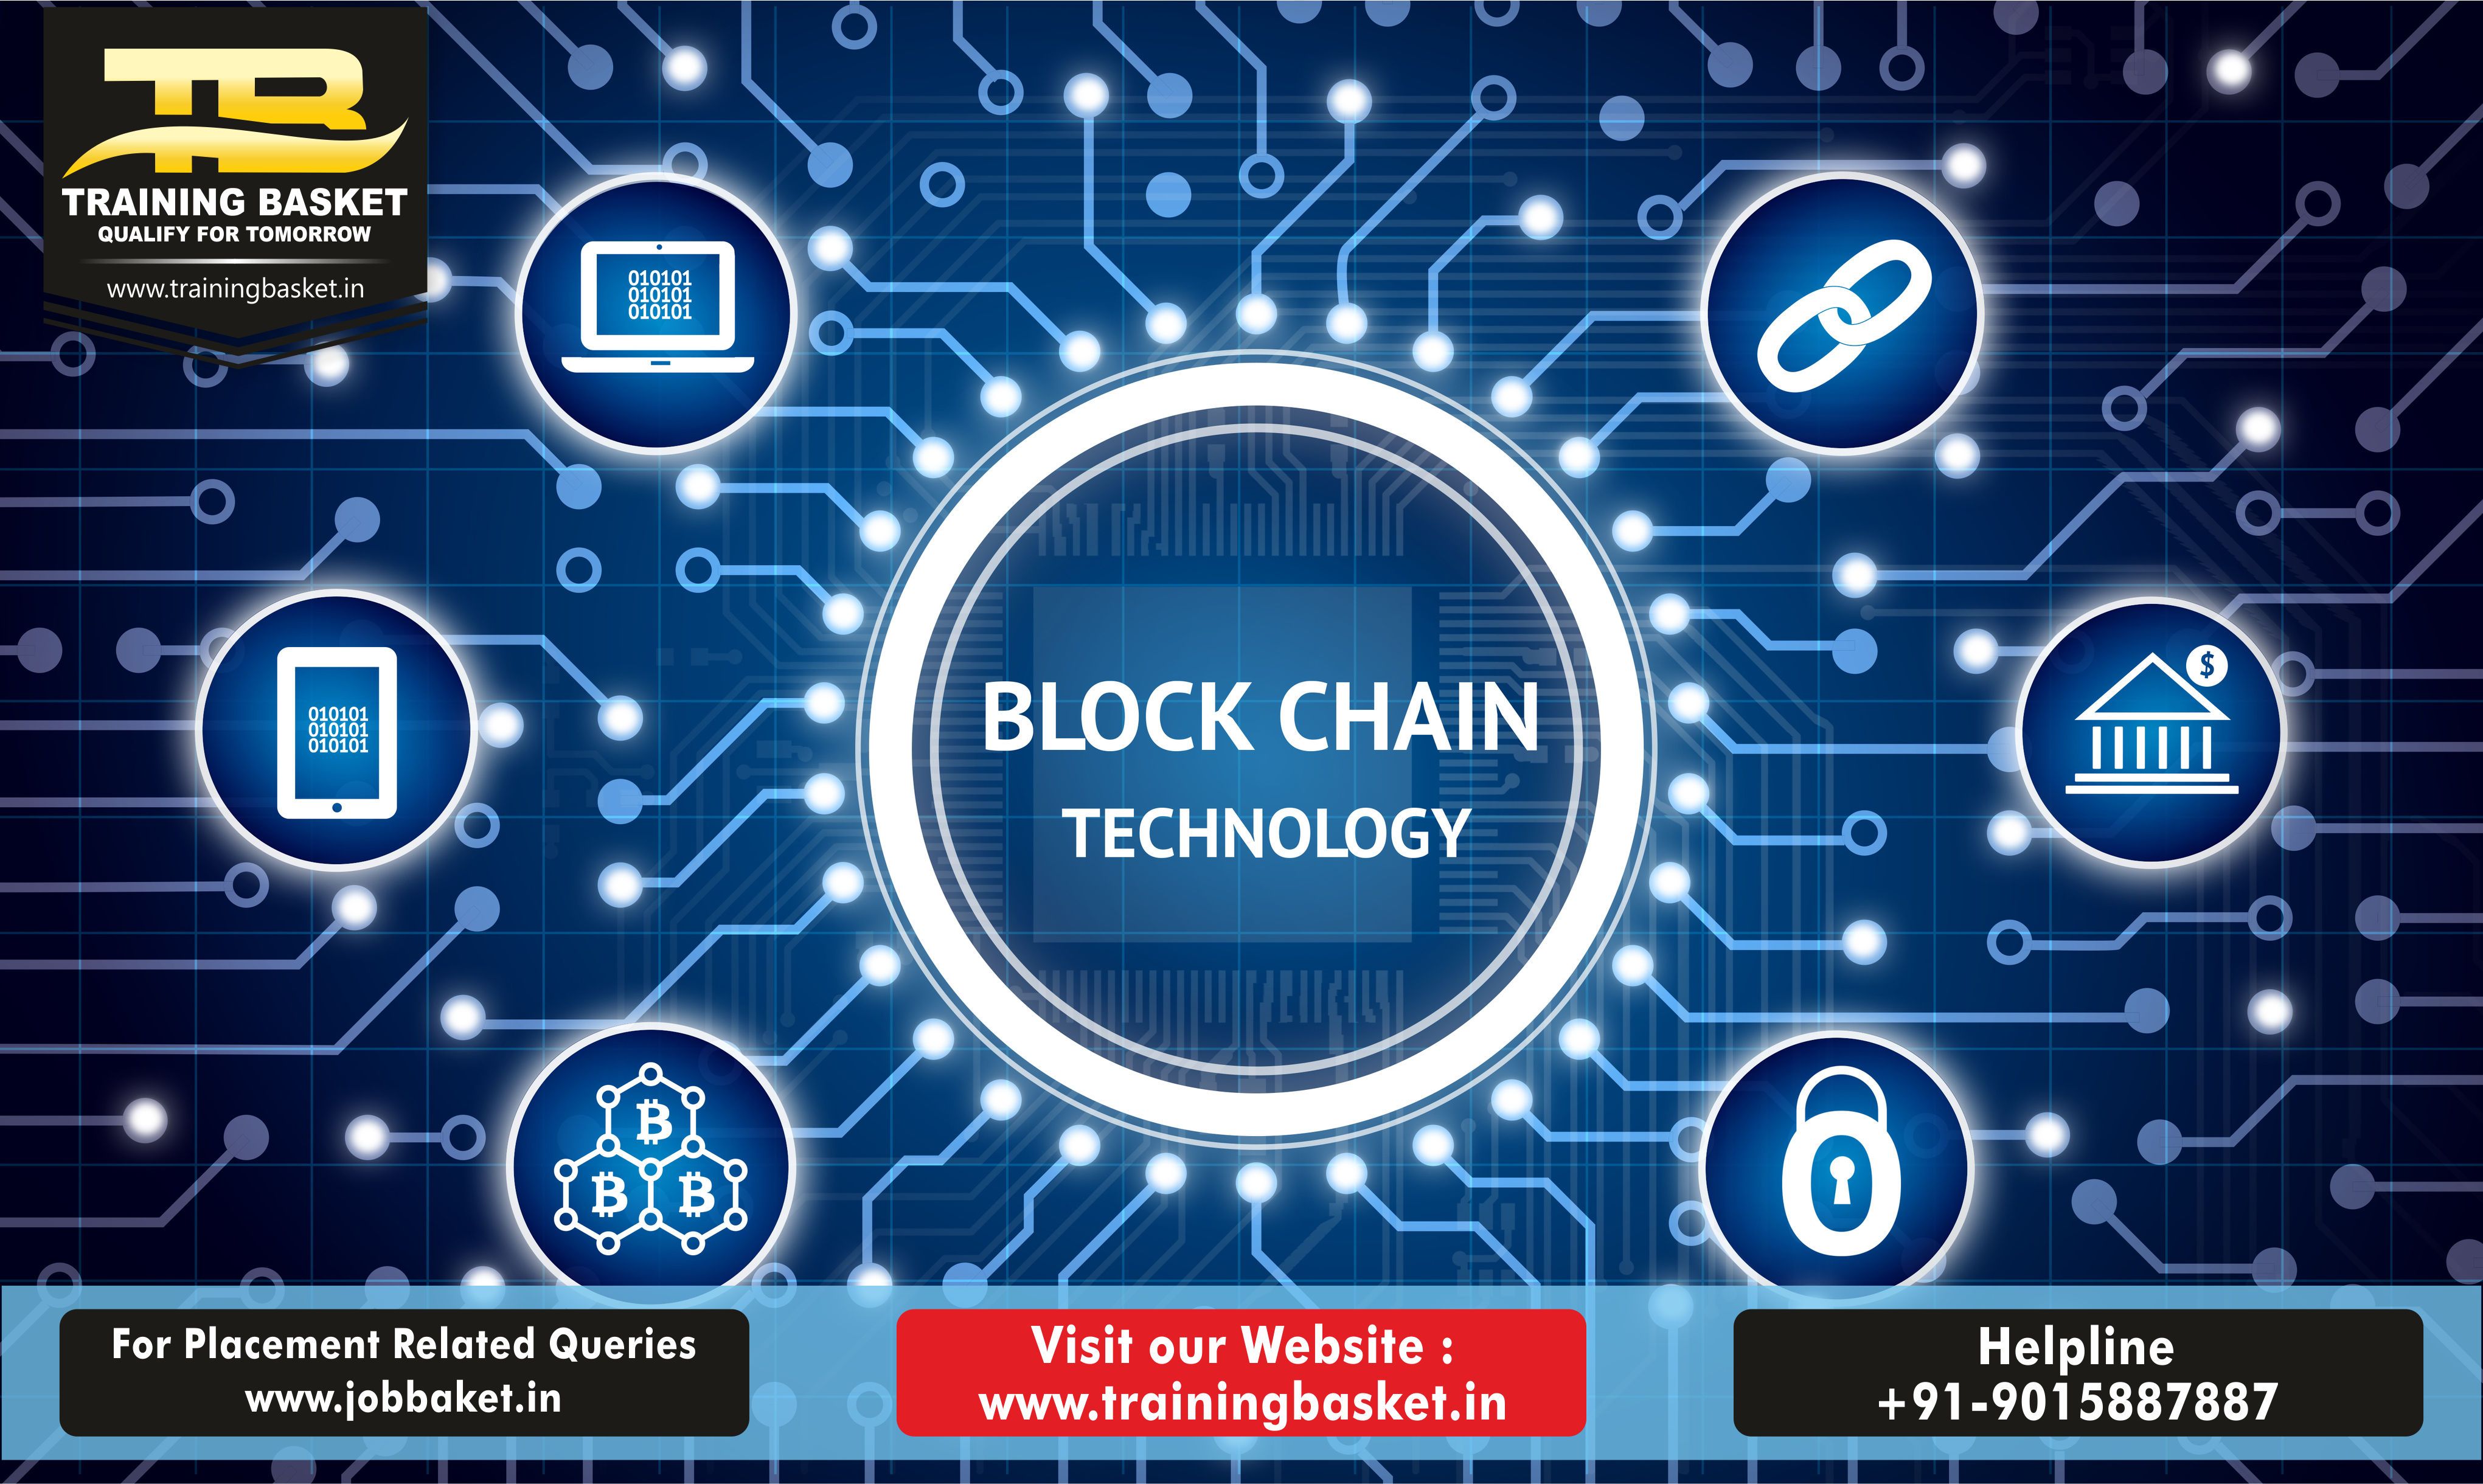 TB
TRAINING BASKET
QUALIFY FOR TOMORROW
www.trainingbasket.in
010101
010101
010101
010101
010101
010101
$
BLOCK CHAIN
TECHNOLOGY
₿
₿ ₿
For Placement Related Queries
www.jobbaket.in
Visit our Website :
www.trainingbasket.in
Helpline
+91-9015887887